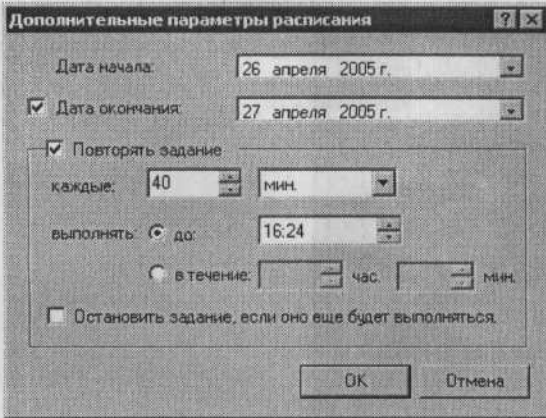 Дополнительные параметры расписания
Дата начала: 26 апреля 2005 г.
Дата окончания: 27 апреля 2005 г.
Повторять задание
каждые: 40 мин.
выполнять: до: 16:24
в течение: час. мин.
Остановить задание, если оно еще будет выполняться.
OK Отмена